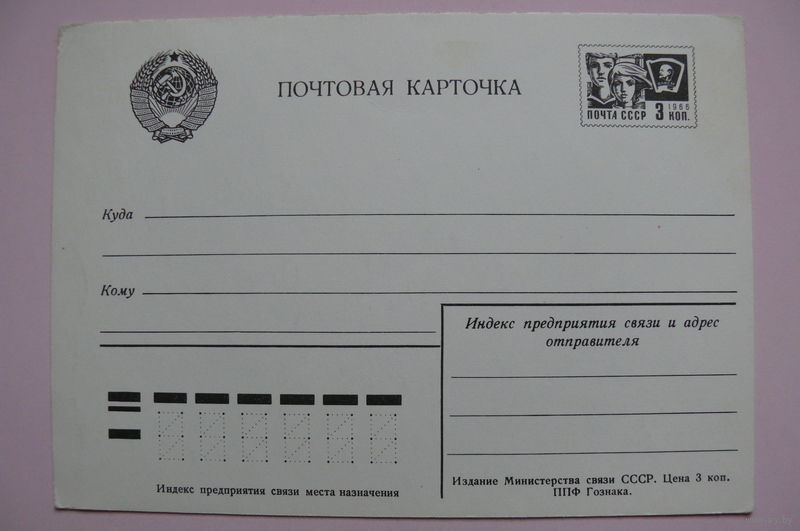 ПОЧТОВАЯ КАРТОЧКА
ПОЧТА СССР
1966
3 КОП.
Куда
Кому
Индекс предприятия связи и адрес
отправителя
Индекс предприятия связи места назначения
Издание Министерства связи СССР. Цена 3 коп.
ППФ Гознака.